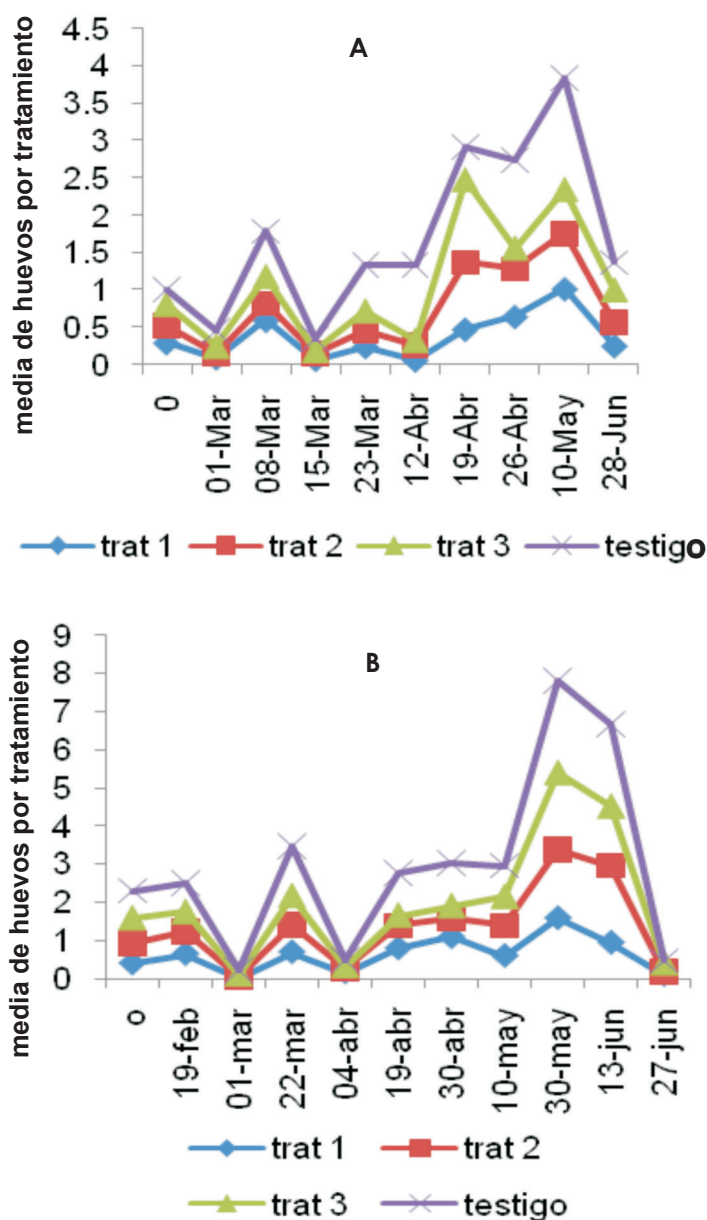 A
media de huevos por tratamiento
4.5
4
3.5
3
2.5
2
1.5
1
0.5
0
0
01-Mar
08-Mar
15-Mar
23-Mar
12-Abr
19-Abr
26-Abr
10-May
28-Jun
trat 1 trat 2 trat 3 testigo
B
media de huevos por tratamiento
9
8
7
6
5
4
3
2
1
0
o
19-feb
01-mar
22-mar
04-abr
19-abr
30-abr
10-may
30-may
13-jun
27-jun
trat 1 trat 2
trat 3 testigo